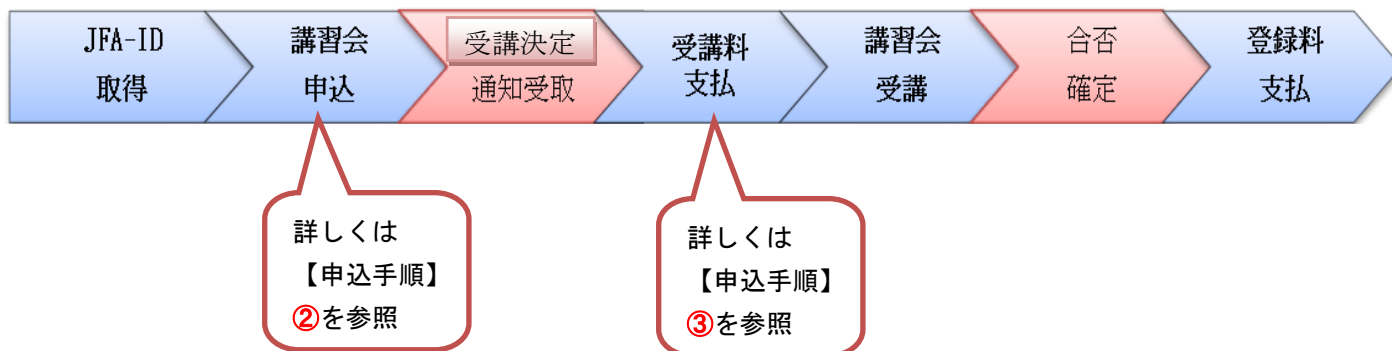 JFA-ID
取得
講習会
申込
受講決定
通知受取
受講料
支払
講習会
受講
合否
確定
登録料
支払
詳しくは
【申込手順】
②を参照
詳しくは
【申込手順】
③を参照